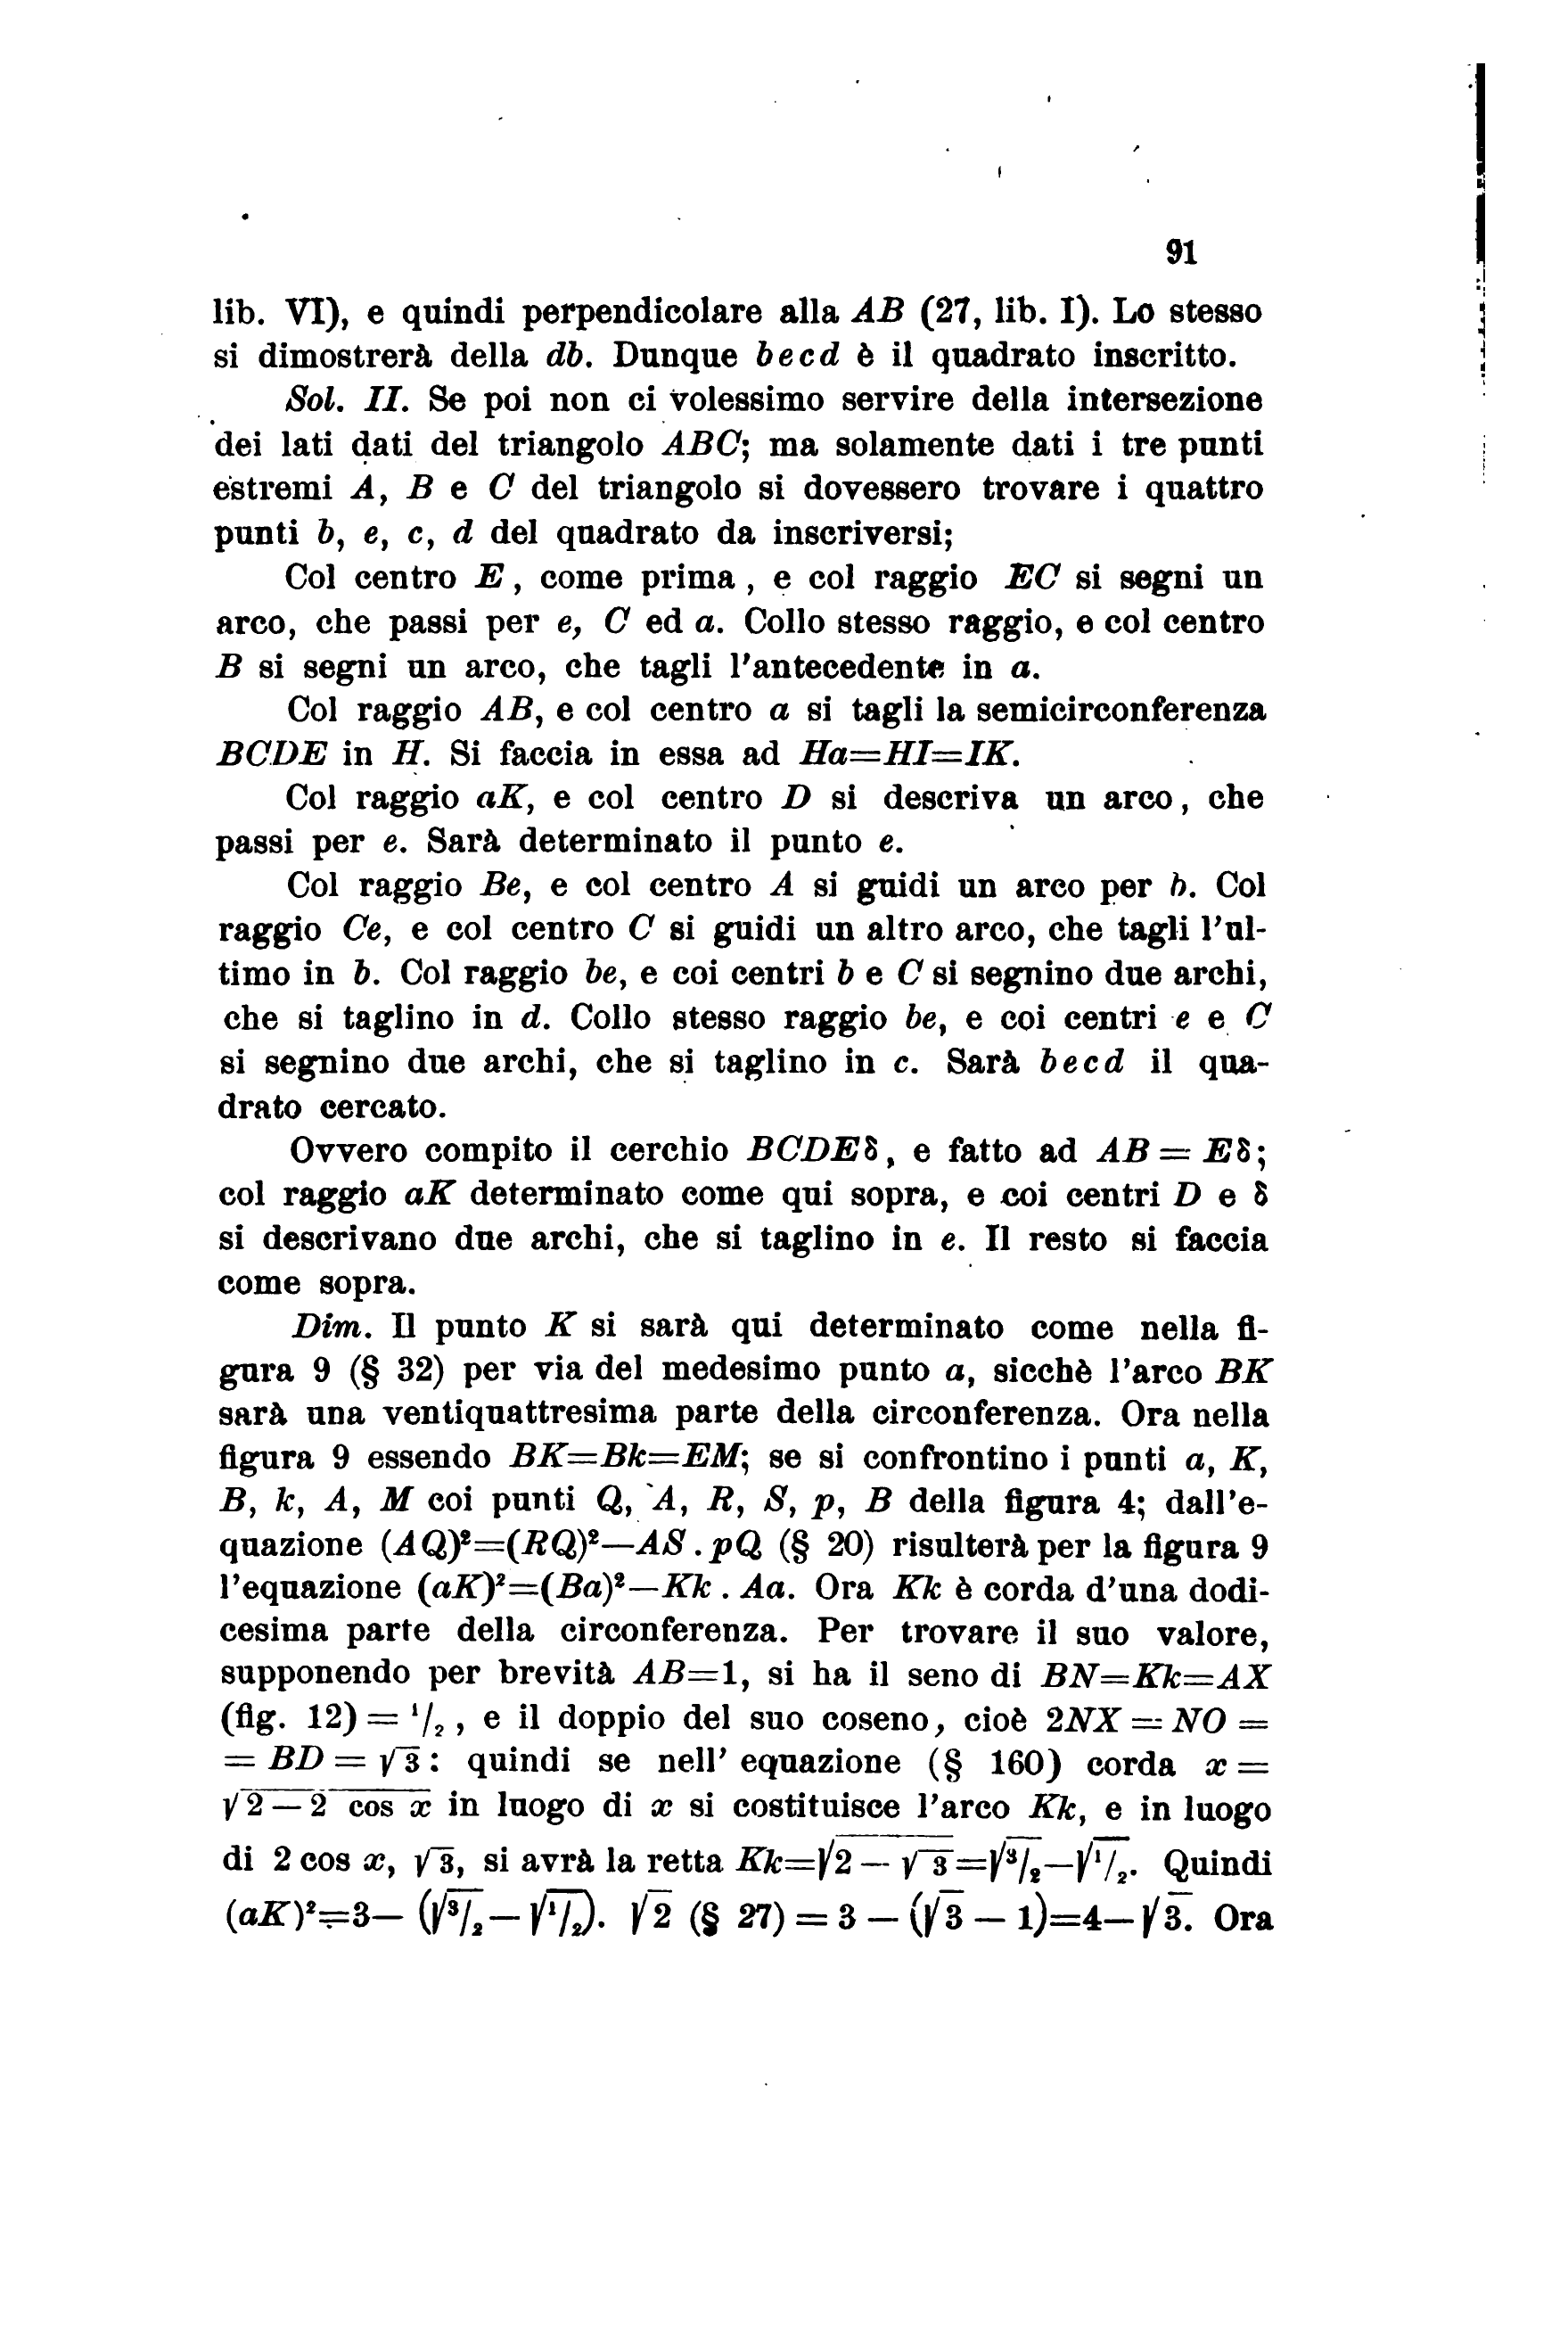 91
lib. VI), e quindi perpendicolare alla AB (27, lib. I). Lo stesso
si dimostrerà della db. Dunque becd è il quadrato inscritto.
Sol. II. Se poi non ci volessimo servire della intersezione
dei lati dati del triangolo ABC; ma solamente dati i tre punti
estremi A, B e C del triangolo si dovessero trovare i quattro
punti b, e, c, d del quadrato da inscriversi;
Col centro E, come prima, e col raggio EC si segni un
arco, che passi per e, C ed a. Collo stesso raggio, e col centro
B si segni un arco, che tagli l'antecedente in a.
Col raggio AB, e col centro a si tagli la semicirconferenza
BCDE in H. Si faccia in essa ad Ha=HI=IK.
Col raggio aK, e col centro D si descriva un arco, che
passi per e. Sarà determinato il punto e.
Col raggio Be, e col centro A si guidi un arco per b. Col
raggio Ce, e col centro C si guidi un altro arco, che tagli l'ul-
timo in b. Col raggio be, e coi centri b e C si segnino due archi,
che si taglino in d. Collo stesso raggio be, e coi centri e e C
si segnino due archi, che si taglino in c. Sarà becd il qua-
drato cercato.
Ovvero compito il cerchio BCDEδ, e fatto ad AB = Eδ;
col raggio aK determinato come qui sopra, e coi centri D e δ
si descrivano due archi, che si taglino in e. Il resto si faccia
come sopra.
Dim. Il punto K si sarà qui determinato come nella fi-
gura 9 (§ 32) per via del medesimo punto a, sicchè l'arco BK
sarà una ventiquattresima parte della circonferenza. Ora nella
figura 9 essendo BK=Bk=EM; se si confrontino i punti a, K,
B, k, A, M coi punti Q, A, R, S, p, B della figura 4; dall'e-
quazione (AQ)²=(RQ)²—AS . pQ (§ 20) risulterà per la figura 9
l'equazione (aK)²=(Ba)²—Kk . Aa. Ora Kk è corda d'una dodi-
cesima parte della circonferenza. Per trovare il suo valore,
supponendo per brevità AB=1, si ha il seno di BN=Kk=AX
(fig. 12) = ¹/₂, e il doppio del suo coseno, cioè 2NX = NO =
= BD = √3: quindi se nell' equazione (§ 160) corda x =
√2 — 2 cos x in luogo di x si costituisce l'arco Kk, e in luogo
di 2 cos x, √3, si avrà la retta Kk=√2 — √3=√³/₂—√¹/₂. Quindi
(aK)²=3— (√³/₂—√¹/₂). √2 (§ 27) = 3 — (√3 — 1)=4—√3. Ora